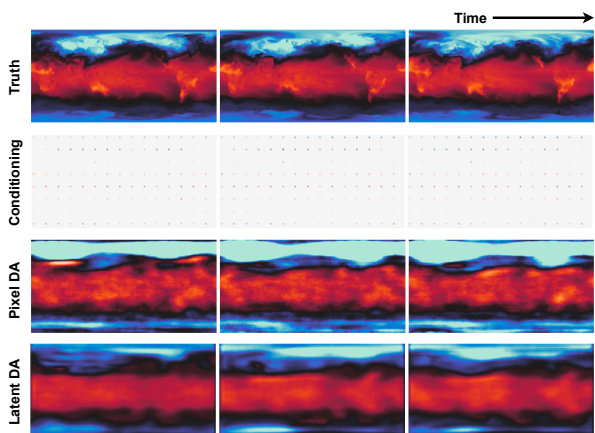 Time
Truth
Conditioning
Pixel DA
Latent DA